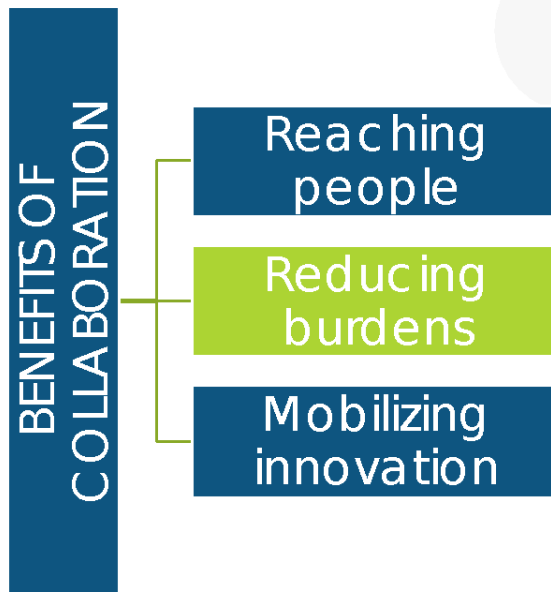 BENEFITS OF
COLLABORATION
Reaching
people
Reducing
burdens
Mobilizing
innovation